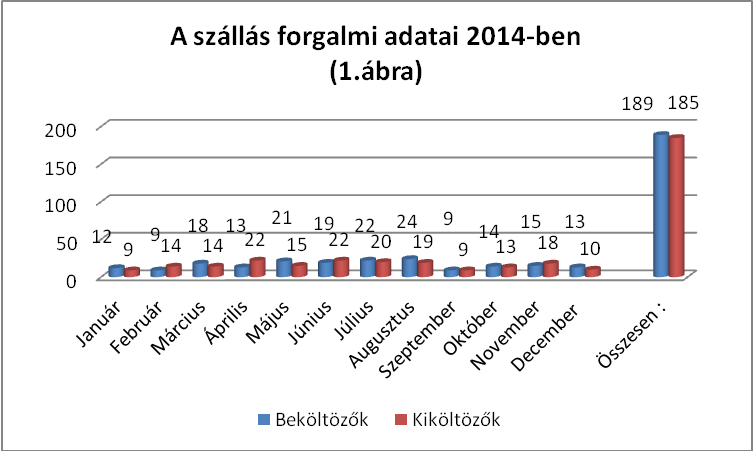 A szállás forgalmi adatai 2014-ben
(1.ábra)
189 185
200
150
100
50
0
12 9 9 14 18 14 13 22 21 15 19 22 22 20 24 19 9 9 14 13 15 18 13 10
Január Február Március Április Május Június Július Augusztus Szeptember Október November December Összesen :
Beköltözők Kiköltözők